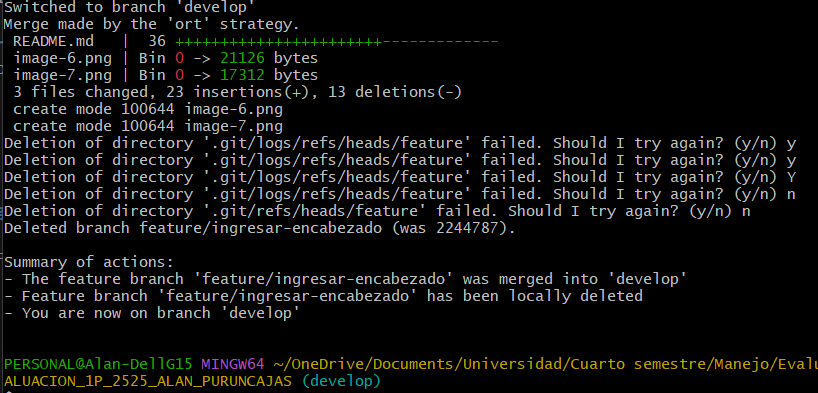 Switched to branch 'develop'
Merge made by the 'ort' strategy.
 README.md   |  36 +++++++++++++++++++++++-------------
 image-6.png | Bin 0 -> 21126 bytes
 image-7.png | Bin 0 -> 17312 bytes
 3 files changed, 23 insertions(+), 13 deletions(-)
 create mode 100644 image-6.png
 create mode 100644 image-7.png
Deletion of directory '.git/logs/refs/heads/feature' failed. Should I try again? (y/n) y
Deletion of directory '.git/logs/refs/heads/feature' failed. Should I try again? (y/n) y
Deletion of directory '.git/logs/refs/heads/feature' failed. Should I try again? (y/n) Y
Deletion of directory '.git/logs/refs/heads/feature' failed. Should I try again? (y/n) n
Deletion of directory '.git/refs/heads/feature' failed. Should I try again? (y/n) n
Deleted branch feature/ingresar-encabezado (was 2244787).

Summary of actions:
- The feature branch 'feature/ingresar-encabezado' was merged into 'develop'
- Feature branch 'feature/ingresar-encabezado' has been locally deleted
- You are now on branch 'develop'

PERSONAL@Alan-DellG15 MINGW64 ~/OneDrive/Documents/Universidad/Cuarto semestre/Manejo/Evalu
ALUACION_1P_2525_ALAN_PURUNCAJAS (develop)